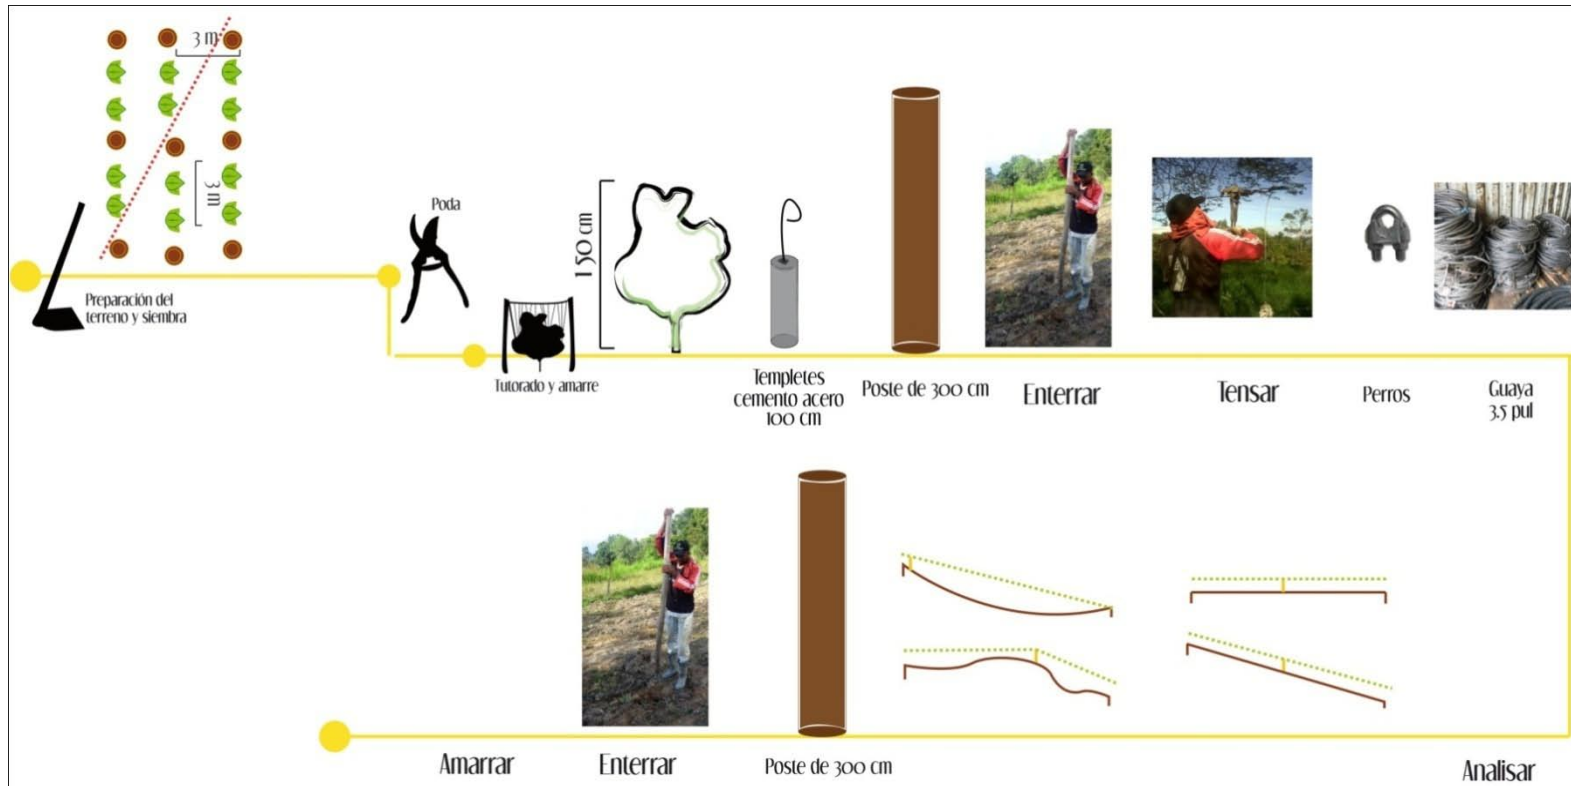 3 m
3 m
Preparación del
terreno y siembra
Poda
Tutorado y amarre
150 cm
Templetes
cemento acero
100 cm
Poste de 300 cm
Enterrar
Tensar
Perros
Guaya
3.5 pul
Amarrar
Enterrar
Poste de 300 cm
Analisar